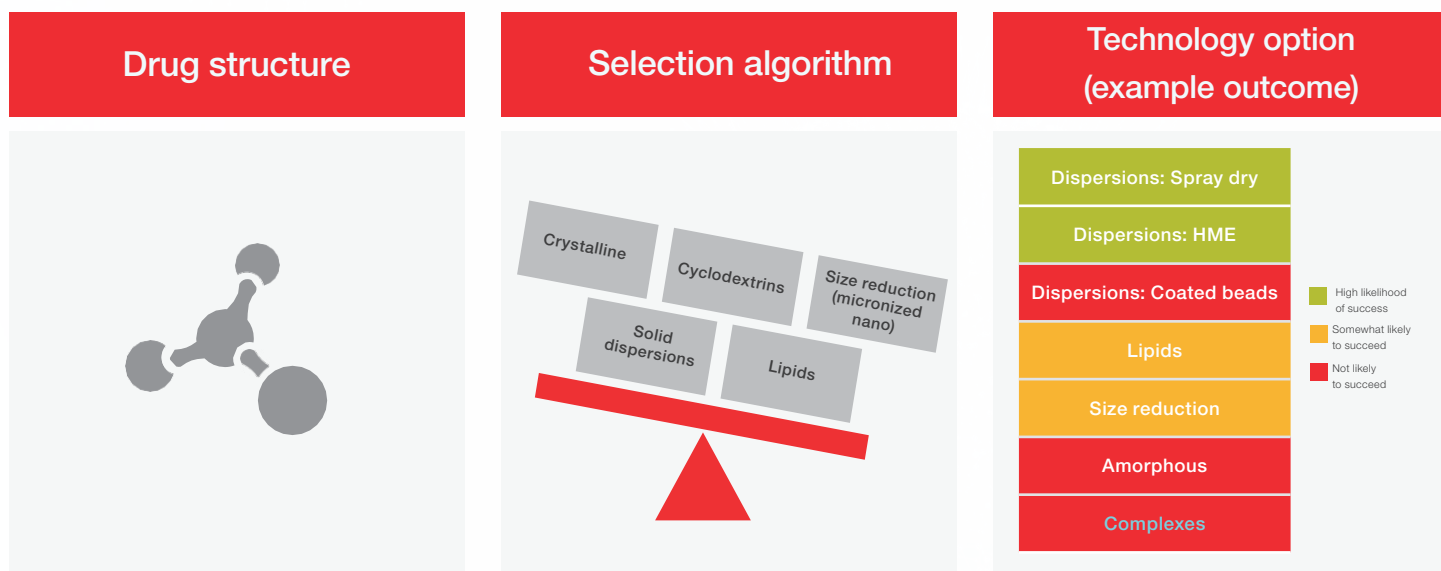 Drug structure
Selection algorithm
Technology option
(example outcome)
Crystalline
Cyclodextrins
Size reduction
(micronized
nano)
Solid
dispersions
Lipids
Dispersions: Spray dry
Dispersions: HME
Dispersions: Coated beads
Lipids
Size reduction
Amorphous
Complexes
High likelihood
of success
Somewhat likely
to succeed
Not likely
to succeed